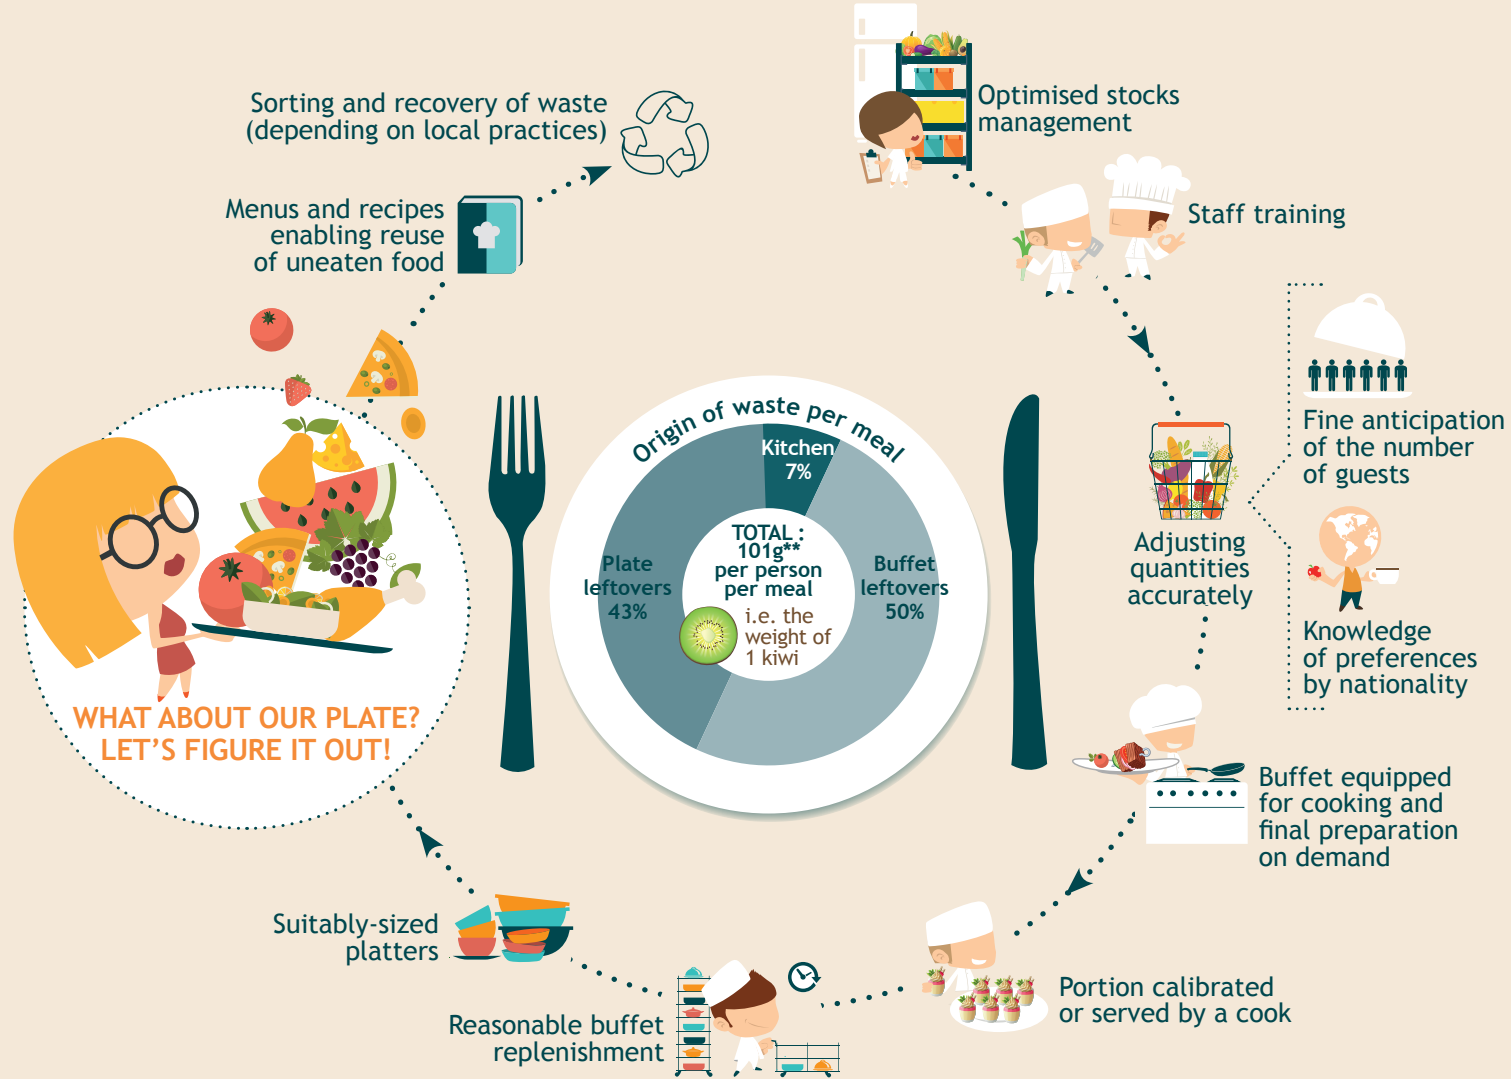 Optimised stocks
management
Staff training
Fine anticipation
of the number
of guests
Adjusting
quantities
accurately
Knowledge
of preferences
by nationality
Buffet equipped
for cooking and
final preparation
on demand
Portion calibrated
or served by a cook
Reasonable buffet
replenishment
Suitably-sized
platters
WHAT ABOUT OUR PLATE?
LET’S FIGURE IT OUT!
Menus and recipes
enabling reuse
of uneaten food
Sorting and recovery of waste
(depending on local practices)
Origin of waste per meal
Kitchen
7%
Plate
leftovers
43%
Buffet
leftovers
50%
TOTAL :
101g**
per person
per meal
i.e. the
weight of
1 kiwi